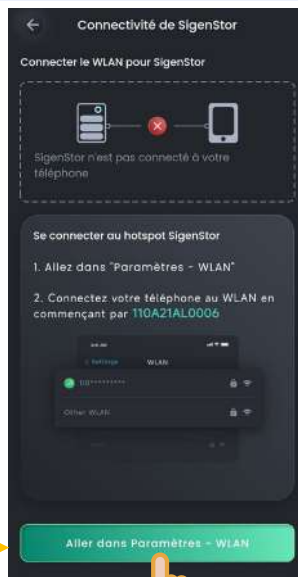 Connectivité de SigenStor
Connecter le WLAN pour SigenStor
SigenStor n'est pas connecté à votre
téléphone
Se connecter au hotspot SigenStor
1. Allez dans "Paramètres - WLAN"
2. Connectez votre téléphone au WLAN en
commençant par 110A21AL0006
Settings WLAN
Other WLAN
Aller dans Paramètres - WLAN